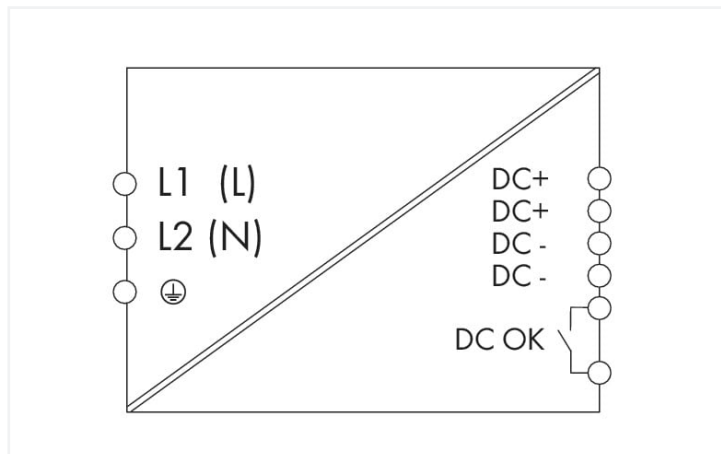 L1 (L)
L2 (N)
DC+
DC+
DC -
DC -
DC OK